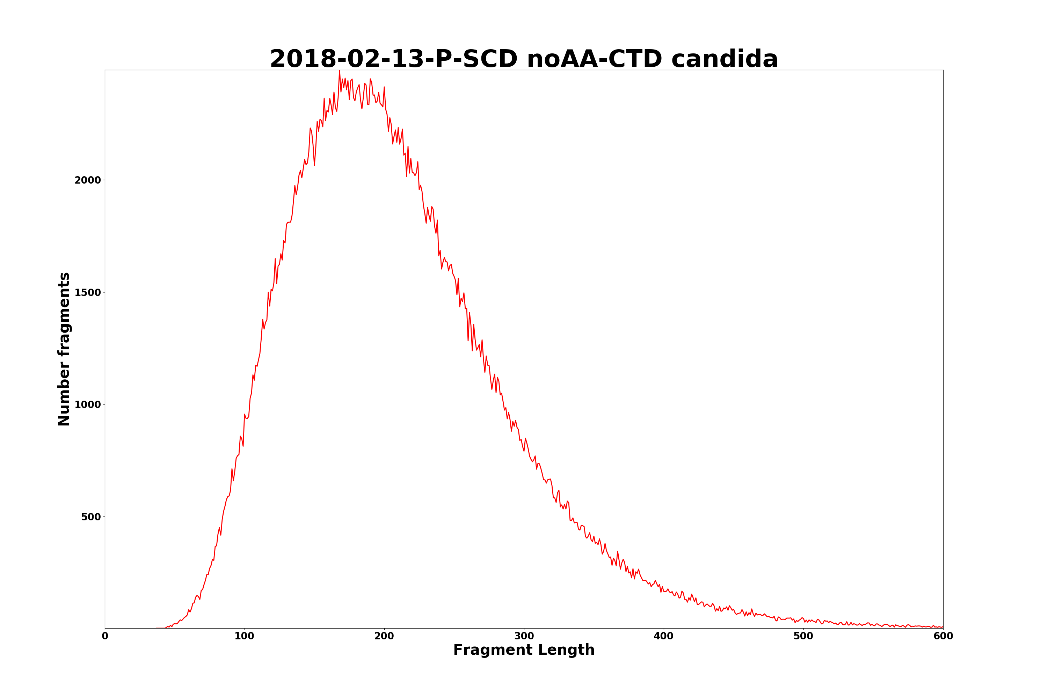 2018-02-13-P-SCD noAA-CTD candida
Number fragments
2000
1500
1000
500
0 100 200 300 400 500 600
Fragment Length